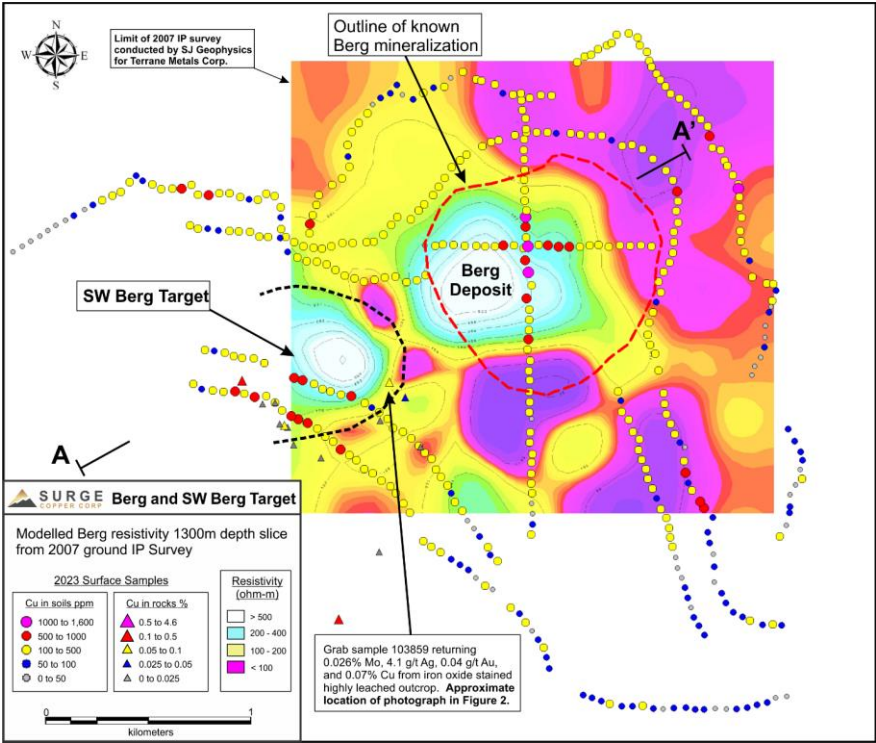 N
W
E
S
Limit of 2007 IP survey
conducted by SJ Geophysics
for Terrane Metals Corp.
Outline of known
Berg mineralization
A'
Berg
Deposit
SW Berg Target
A
SURGE
COPPER CORP
Berg and SW Berg Target
Modelled Berg resistivity 1300m depth slice
from 2007 ground IP Survey
2023 Surface Samples
Cu in soils ppm
1000 to 1,600
500 to 1000
100 to 500
50 to 100
0 to 50
Cu in rocks %
0.5 to 4.6
0.1 to 0.5
0.05 to 0.1
0.025 to 0.05
0 to 0.025
Resistivity
(ohm-m)
> 500
200 - 400
100 - 200
< 100
0
1
kilometers
Grab sample 103859 returning
0.026% Mo, 4.1 g/t Ag, 0.04 g/t Au,
and 0.07% Cu from iron oxide stained
highly leached outcrop. Approximate
location of photograph in Figure 2.